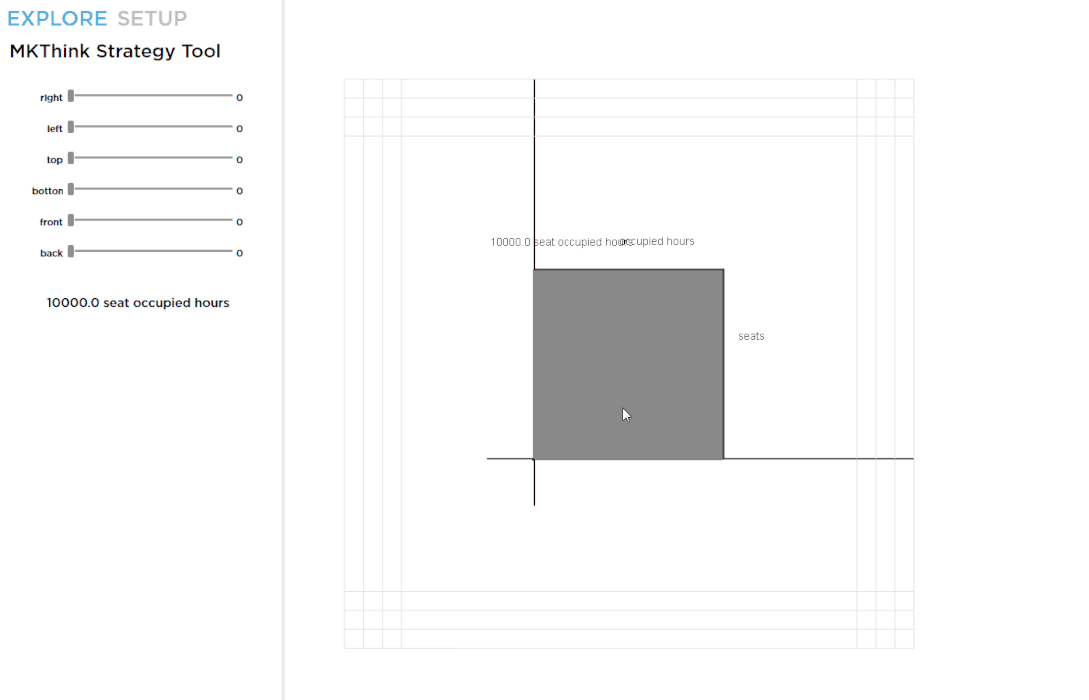 EXPLORE SETUP
MKThink Strategy Tool
right 0
left 0
top 0
botton 0
front 0
back 0
10000.0 seat occupied hours
10000.0 seat occupied hours
occupied hours
seats